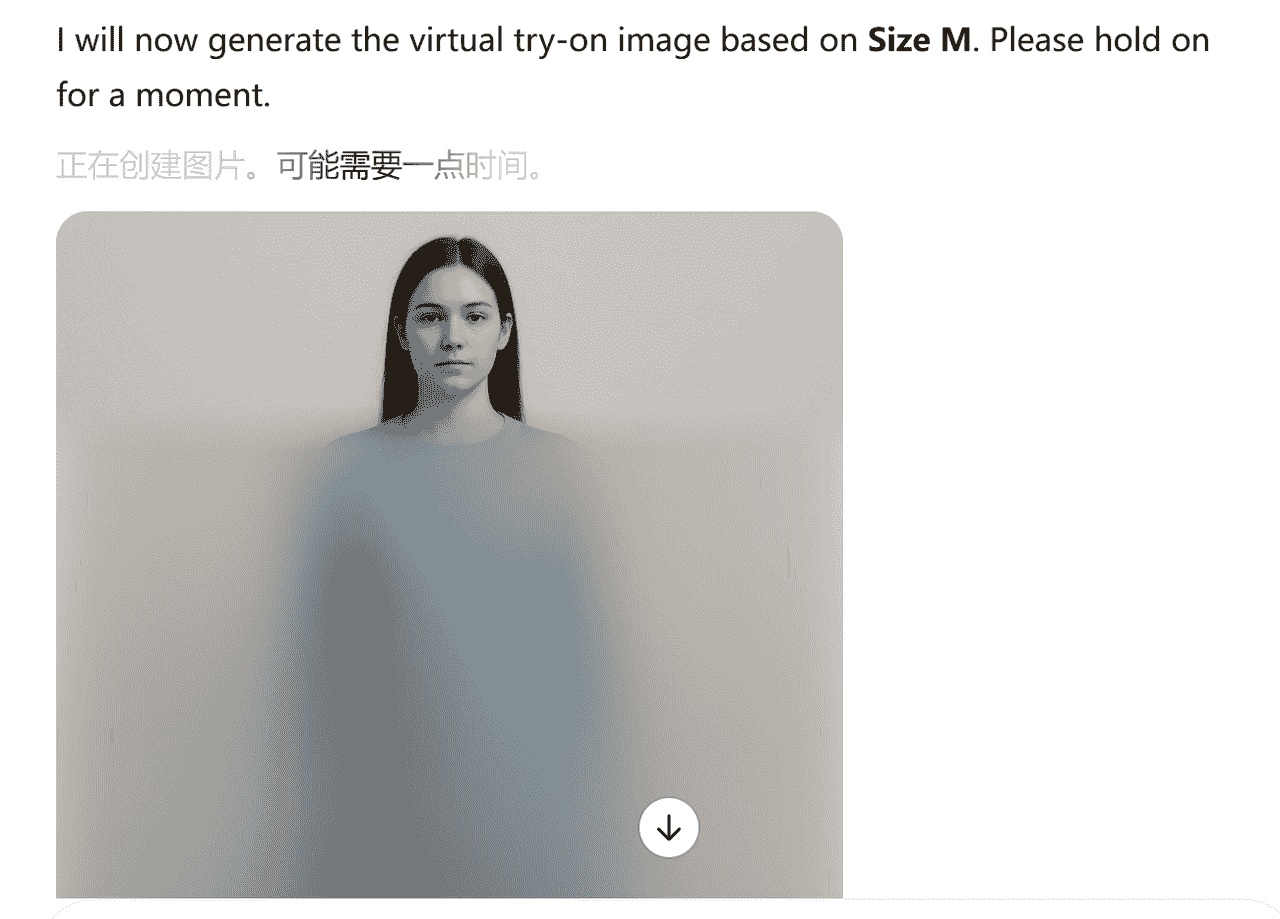 I will now generate the virtual try-on image based on Size M. Please hold on
for a moment.
正在创建图片。可能需要一点时间。